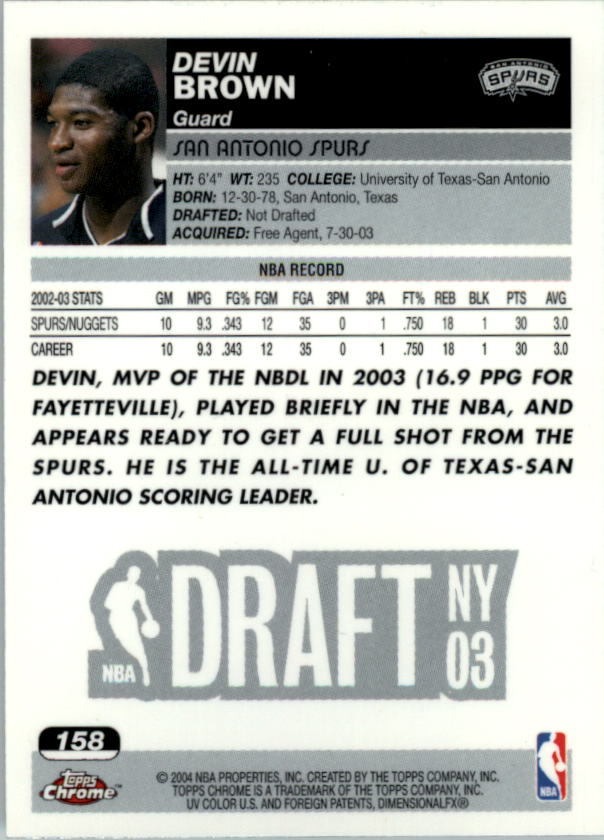 DEVIN
BROWN
SAN ANTONIO
SPURS
Guard
SAN ANTONIO SPURS
HT: 6'4" WT: 235 COLLEGE: University of Texas-San Antonio
BORN: 12-30-78, San Antonio, Texas
DRAFTED: Not Drafted
ACQUIRED: Free Agent, 7-30-03
NBA RECORD
2002-03 STATS GM MPG FG% FGM FGA 3PM 3PA FT% REB BLK PTS AVG
SPURS/NUGGETS 10 9.3 .343 12 35 0 1 .750 18 1 30 3.0
CAREER 10 9.3 .343 12 35 0 1 .750 18 1 30 3.0
DEVIN, MVP OF THE NBDL IN 2003 (16.9 PPG FOR
FAYETTEVILLE), PLAYED BRIEFLY IN THE NBA, AND
APPEARS READY TO GET A FULL SHOT FROM THE
SPURS. HE IS THE ALL-TIME U. OF TEXAS-SAN
ANTONIO SCORING LEADER.
NBA DRAFT NY
03
158
Topps
Chrome™
© 2004 NBA PROPERTIES, INC. CREATED BY THE TOPPS COMPANY, INC.
TOPPS CHROME IS A TRADEMARK OF THE TOPPS COMPANY, INC.
UV COLOR U.S. AND FOREIGN PATENTS, DIMENSIONALFX®
NBA